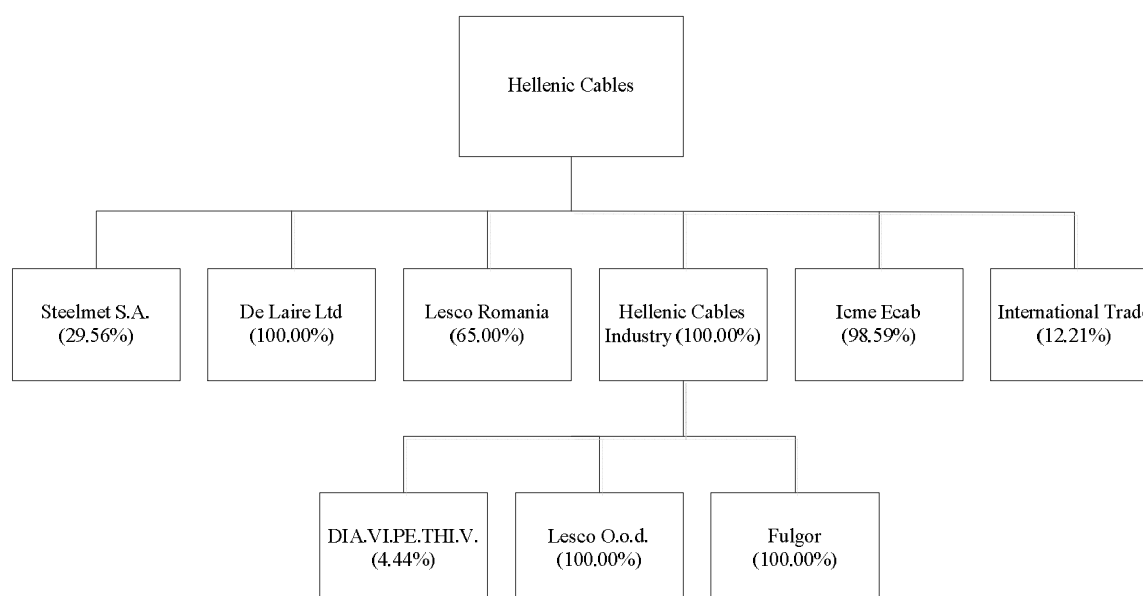 Hellenic Cables
Steelmet S.A.
(29.56%)
De Laire Ltd
(100.00%)
Lesco Romania
(65.00%)
Hellenic Cables
Industry (100.00%)
Icme Ecab
(98.59%)
International Trade
(12.21%)
DIA.VI.PE.THI.V.
(4.44%)
Lesco O.o.d.
(100.00%)
Fulgor
(100.00%)